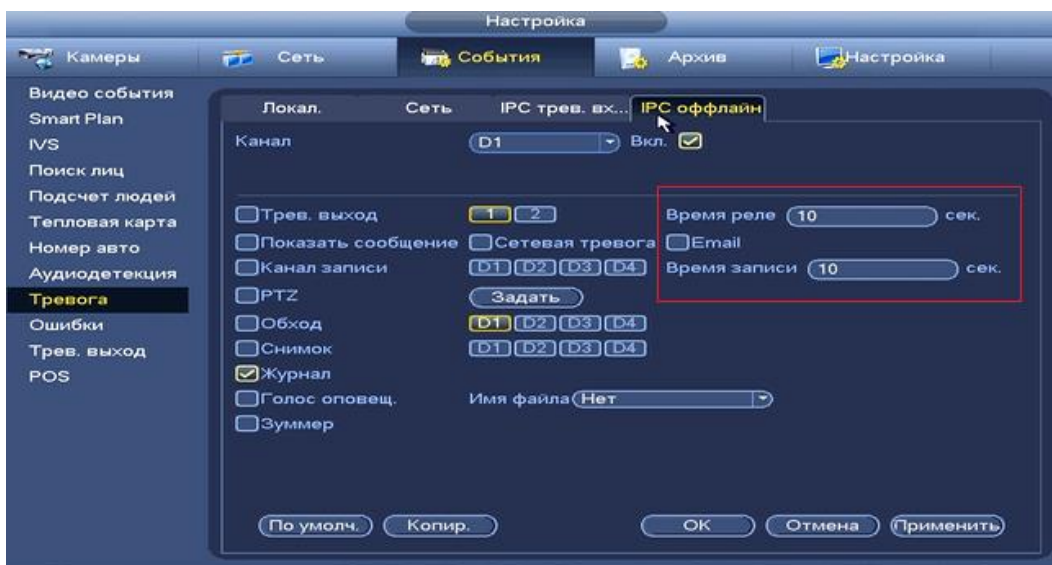 Настройка
Камеры Сеть События Архив Настройка
Видео события
Smart Plan
IVS
Поиск лиц
Подсчет людей
Тепловая карта
Номер авто
Аудиодетекция
Тревога
Ошибки
Трев. выход
POS
Локал. Сеть IPC трев. вх... IPC оффлайн
Канал D1 Вкл.
Трев. выход 1 2 Время реле 10 сек.
Показать сообщение Сетевая тревога Email
Канал записи D1 D2 D3 D4 Время записи 10 сек.
PTZ Задать
Обход D1 D2 D3 D4
Снимок D1 D2 D3 D4
Журнал
Голос оповещ. Имя файла Нет
Зуммер
По умолч. Копир. OK Отмена Применить